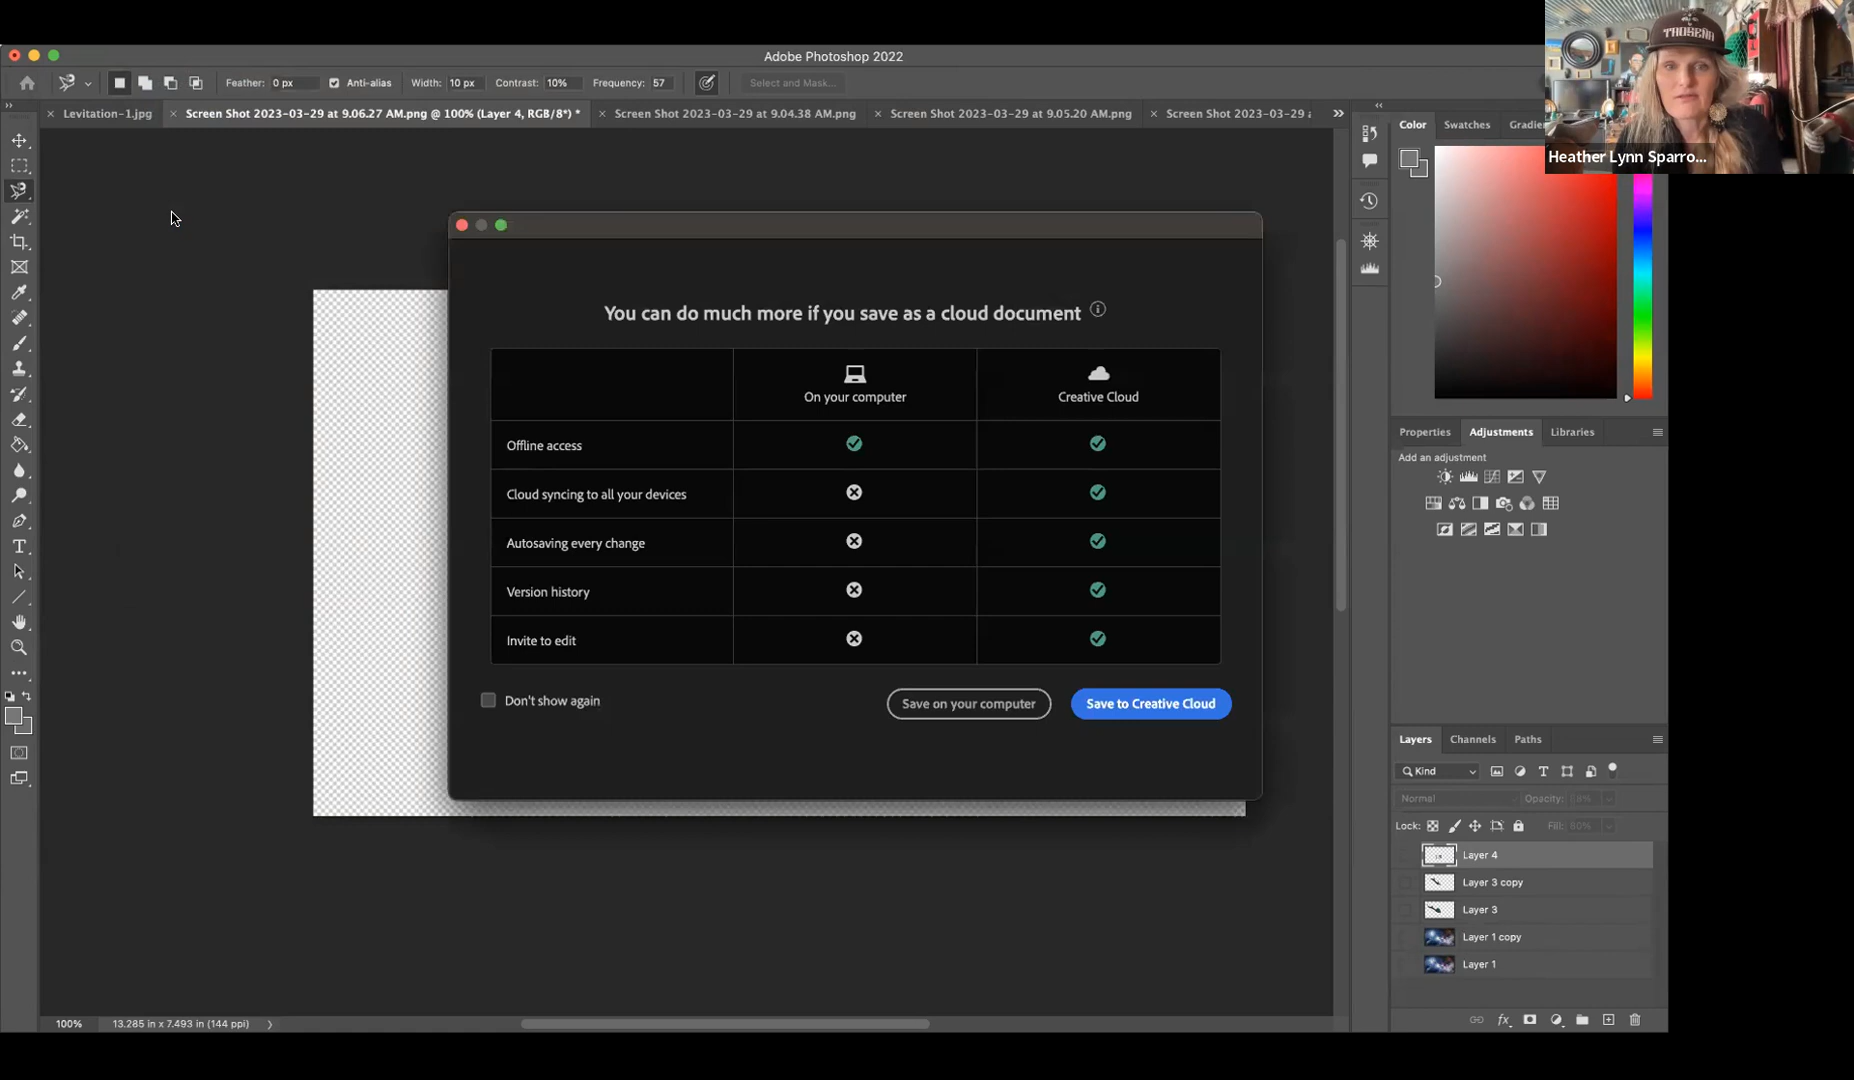 Adobe Photoshop 2022
Feather: 0 px Anti-alias Width: 10 px Contrast: 10% Frequency: 57 Select and Mask...
Levitation-1.jpg Screen Shot 2023-03-29 at 9.06.27 AM.png @ 100% (Layer 4, RGB/8*) * Screen Shot 2023-03-29 at 9.04.38 AM.png Screen Shot 2023-03-29 at 9.05.20 AM.png Screen Shot 2023-03-29
Color Swatches
Heather Lynn Sparro...
You can do much more if you save as a cloud document
On your computer
Creative Cloud
Offline access
Cloud syncing to all your devices
Autosaving every change
Version history
Invite to edit
Don't show again
Save on your computer
Save to Creative Cloud
Properties Adjustments Libraries
Add an adjustment
Layers Channels Paths
Kind
Normal Opacity:
Lock: Fill:
Layer 4
Layer 3 copy
Layer 3
Layer 1 copy
Layer 1
100% 13.285 in x 7.493 in (144 ppi)